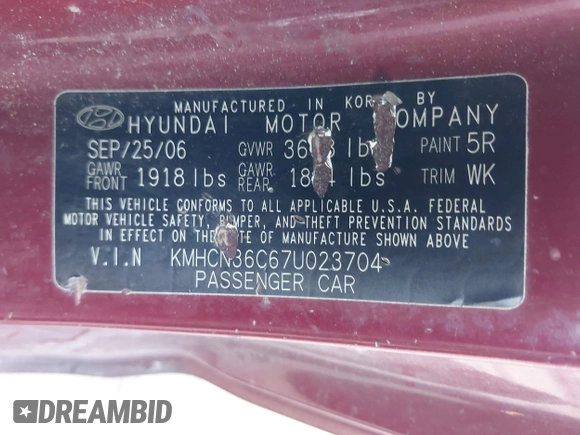 MANUFACTURED IN KOR BY
HYUNDAI MOTOR COMPANY
SEP/25/06 GVWR lbs PAINT 5R
GAWR FRONT 1918 lbs GAWR REAR lbs TRIM WK
THIS VEHICLE CONFORMS TO ALL APPLICABLE U.S.A. FEDERAL
MOTOR VEHICLE SAFETY, BUMPER, AND THEFT PREVENTION STANDARDS
IN EFFECT ON THE DATE OF MANUFACTURE SHOWN ABOVE
V.I.N KMHCN36C67U023704
PASSENGER CAR
DREAMBID